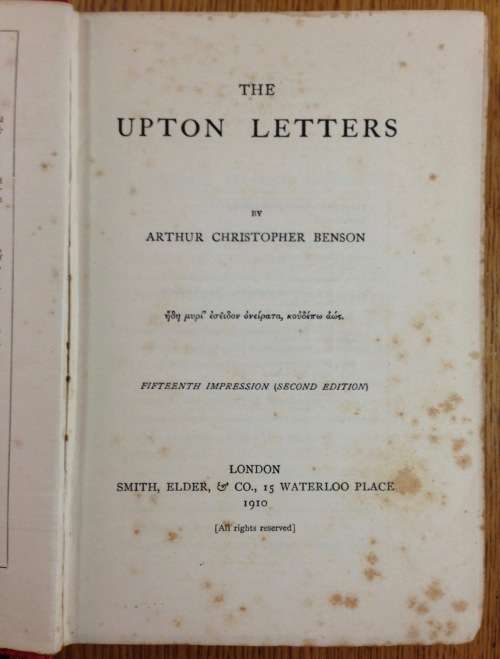 THE
UPTON LETTERS
BY
ARTHUR CHRISTOPHER BENSON
ἤδη μυρί' ἐσεῖδον ὀνείρατα, κοὐδέπω ἀώς.
FIFTEENTH IMPRESSION (SECOND EDITION)
LONDON
SMITH, ELDER, & CO., 15 WATERLOO PLACE
1910
[All rights reserved]